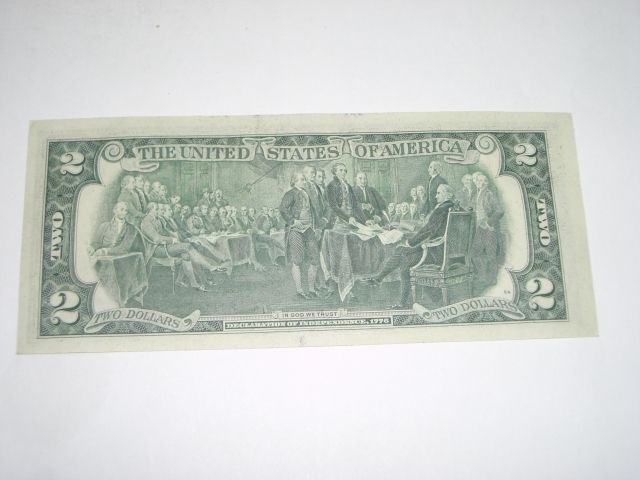 THE UNITED STATES OF AMERICA
2
2
TWO
TWO
2
2
TWO DOLLARS
IN GOD WE TRUST
TWO DOLLARS
DECLARATION OF INDEPENDENCE, 1776